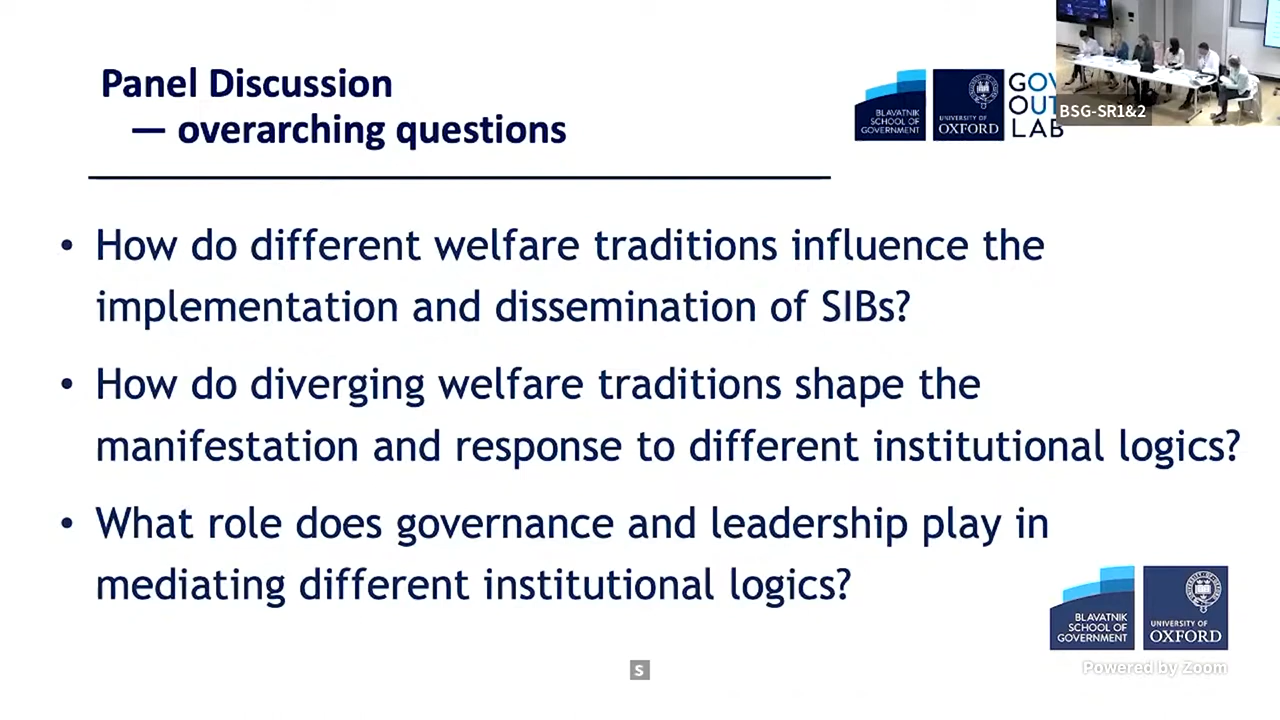 Panel Discussion
— overarching questions
BLAVATNIK
SCHOOL OF
GOVERNMENT
UNIVERSITY OF
OXFORD
GOV
OUT
LAB
BSG-SR1&2
• How do different welfare traditions influence the
implementation and dissemination of SIBs?
• How do diverging welfare traditions shape the
manifestation and response to different institutional logics?
• What role does governance and leadership play in
mediating different institutional logics?
BLAVATNIK
SCHOOL OF
GOVERNMENT
UNIVERSITY OF
OXFORD
Powered by Zoom
S